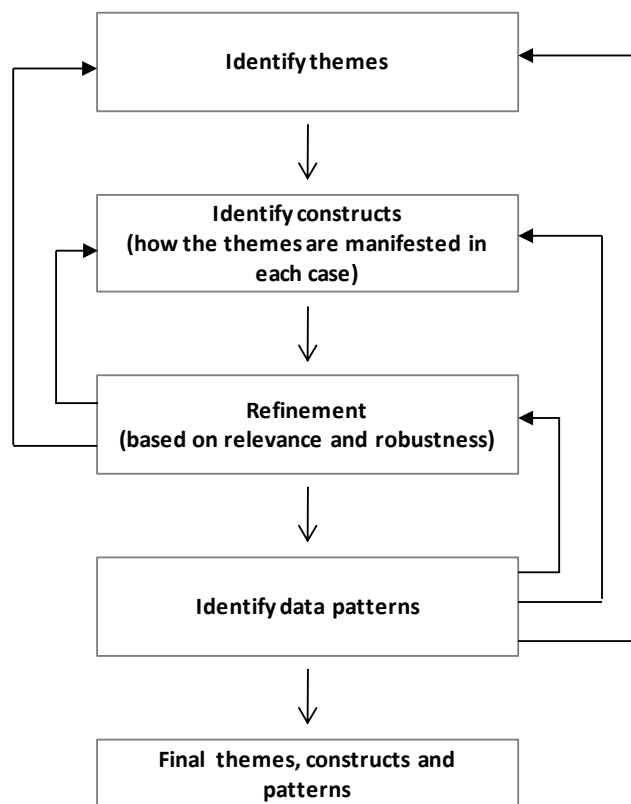 Identify themes
Identify constructs
(how the themes are manifested in
each case)
Refinement
(based on relevance and robustness)
Identify data patterns
Final themes, constructs and
patterns